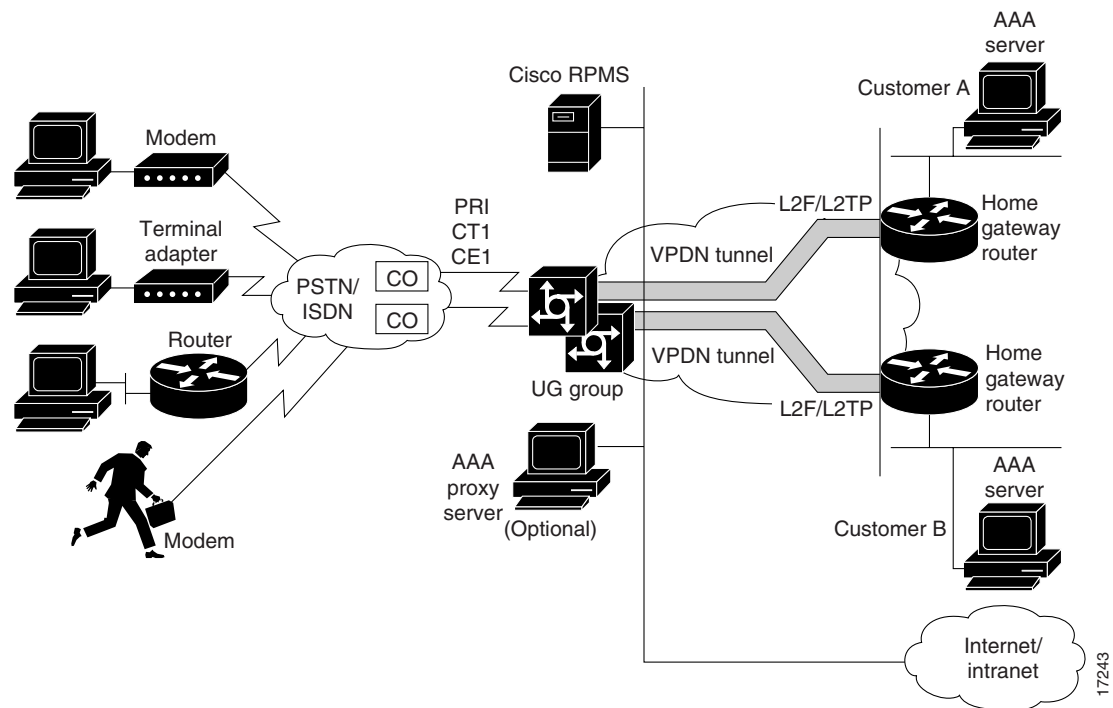 AAA
server
Cisco RPMS
Customer A
Modem
PRI
CT1
CE1
L2F/L2TP
Home
gateway
router
Terminal
adapter
VPDN tunnel
PSTN/
ISDN
CO
CO
Router
VPDN tunnel
UG group
Home
gateway
router
L2F/L2TP
AAA
proxy
server
(Optional)
AAA
server
Customer B
Modem
Internet/
intranet
17243